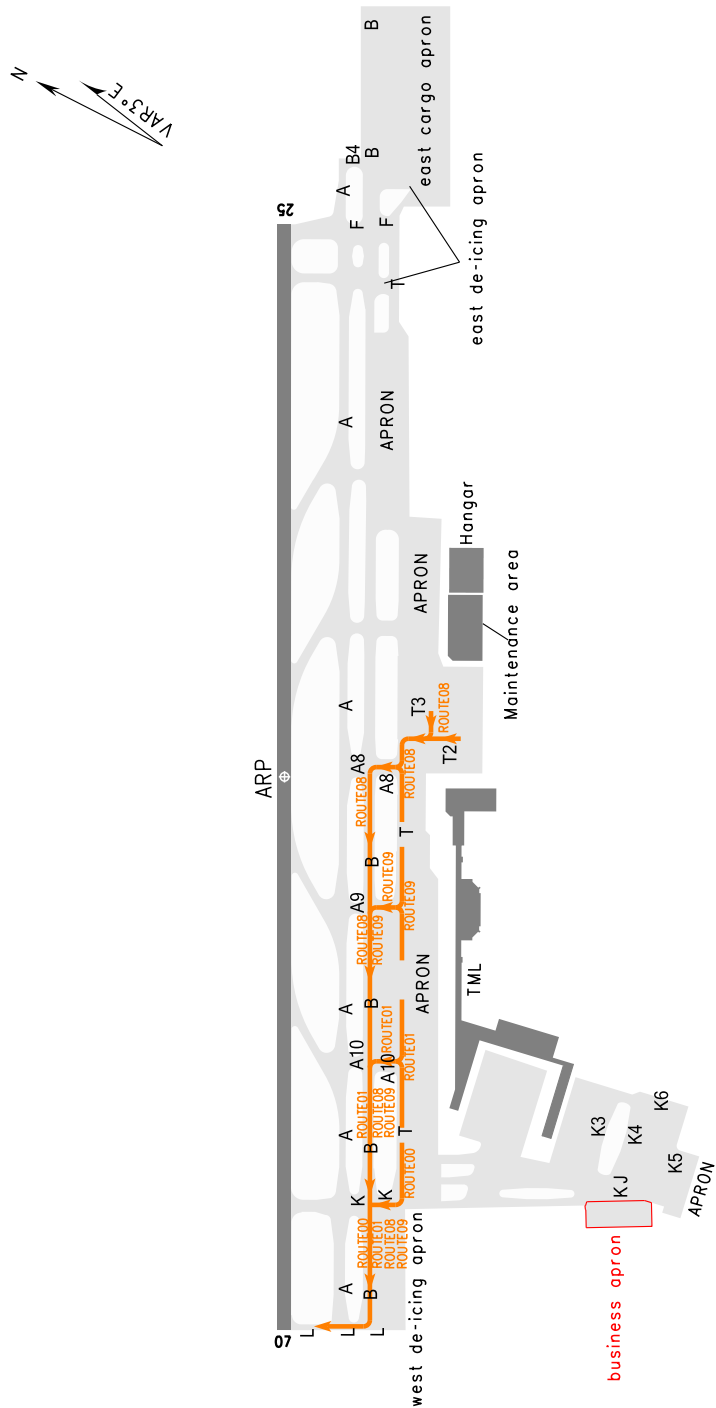 B
N
VAR3°E
east cargo apron
B4
B
A
25
F
F
east de-icing apron
T
A
APRON
Hangar
APRON
Maintenance area
A
T3
ROUTE08
T2
ARP
A8
A8
ROUTE08
ROUTE08
T
B
ROUTE09
A9
ROUTE09
ROUTE08
ROUTE09
TML
APRON
B
A
ROUTE01
A10
A10
ROUTE01
ROUTE01
ROUTE08
ROUTE09
A
B
T
K3
K4
K6
K5
KJ
APRON
ROUTE00
K
K
ROUTE00
ROUTE01
ROUTE08
ROUTE09
west de-icing apron
A
B
business apron
07
L
L
L